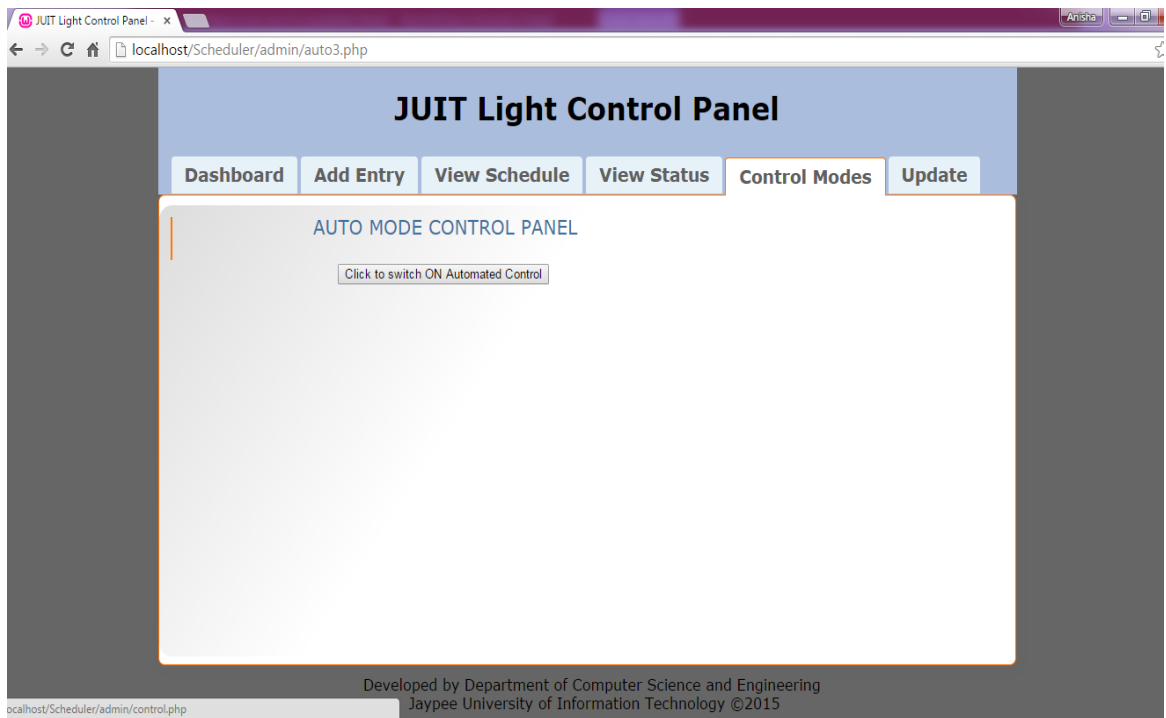 JUIT Light Control Panel -
Anisha
localhost/Scheduler/admin/auto3.php
JUIT Light Control Panel
Dashboard Add Entry View Schedule View Status Control Modes Update
AUTO MODE CONTROL PANEL
Click to switch ON Automated Control
Developed by Department of Computer Science and Engineering
Jaypee University of Information Technology ©2015
ocalhost/Scheduler/admin/control.php